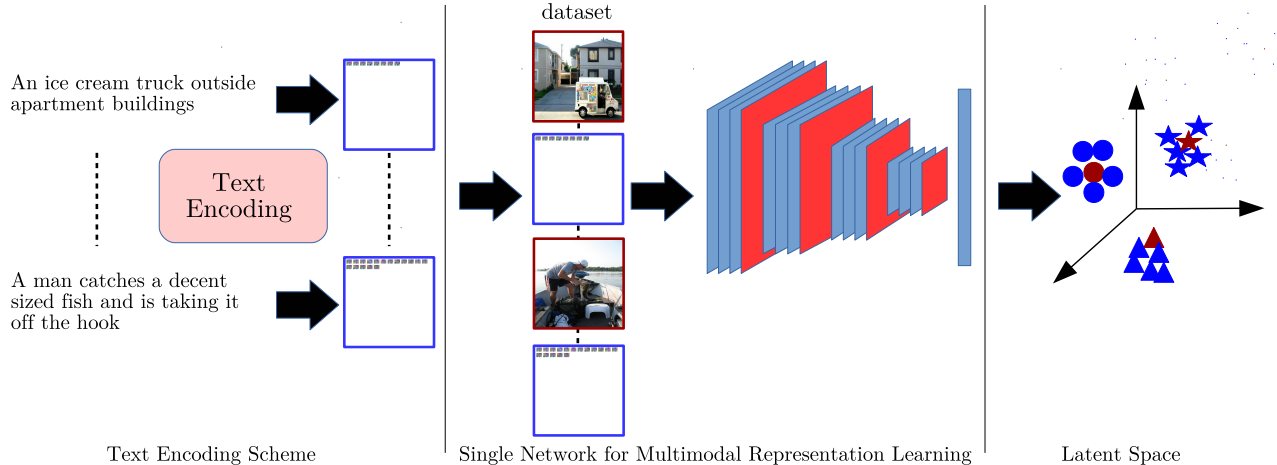 dataset
An ice cream truck outside
apartment buildings
Text
Encoding
A man catches a decent
sized fish and is taking it
off the hook
Text Encoding Scheme
Single Network for Multimodal Representation Learning
Latent Space